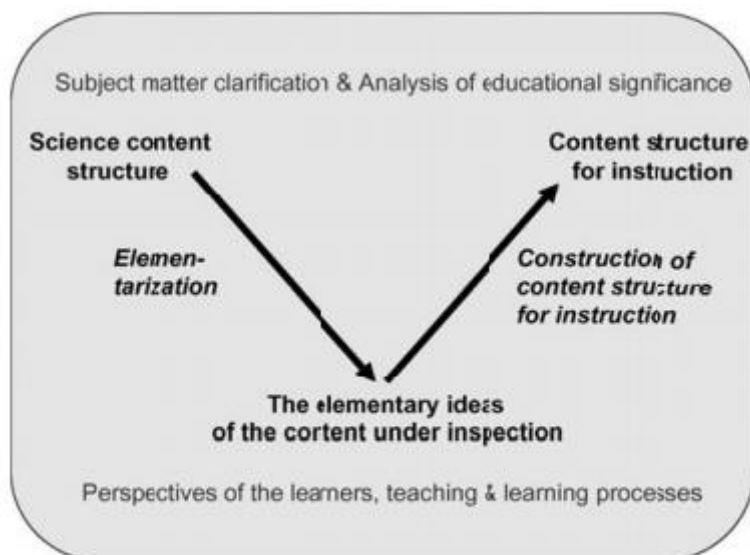 Subject matter clarification & Analysis of educational significance
Science content
structure
Content structure
for instruction
Elemen-
tarization
Construction of
content structure
for instruction
The elementary ideas
of the cortent under inspection
Perspectives of the learners, teaching & learning processes